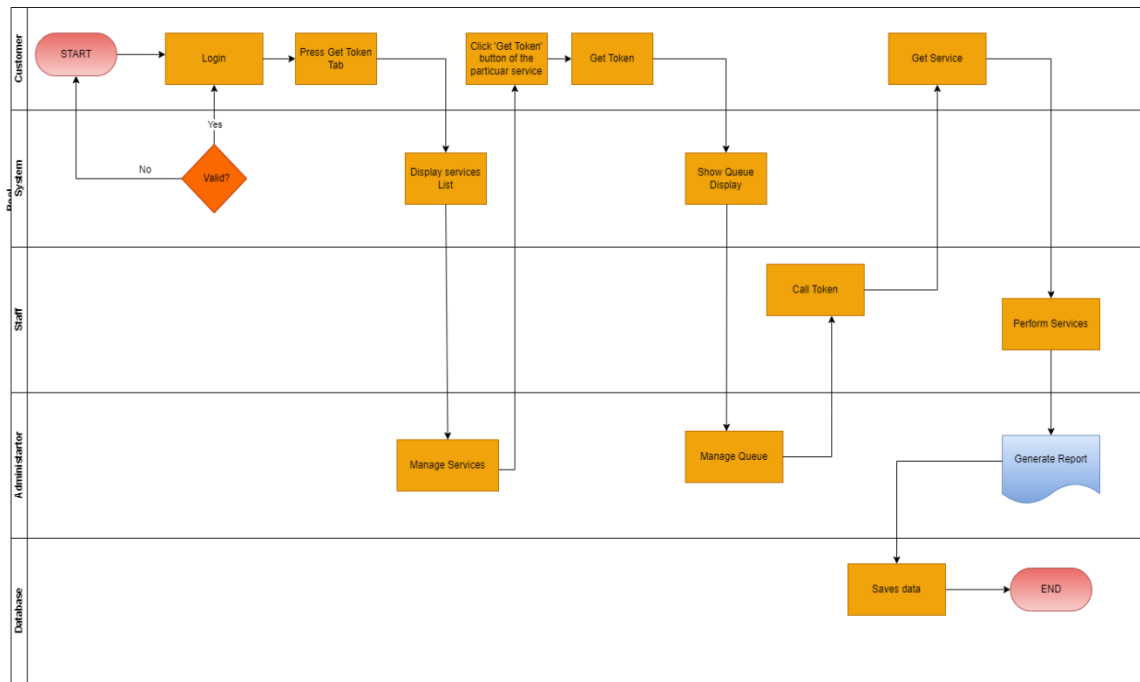 Customer
START
Login
Press Get Token
Tab
Click 'Get Token'
button of the
particuar service
Get Token
Get Service
Yes
No
Valid?
System
Display services
List
Show Queue
Display
Staff
Call Token
Perform Services
Administartor
Manage Services
Manage Queue
Generate Report
Database
Saves data
END